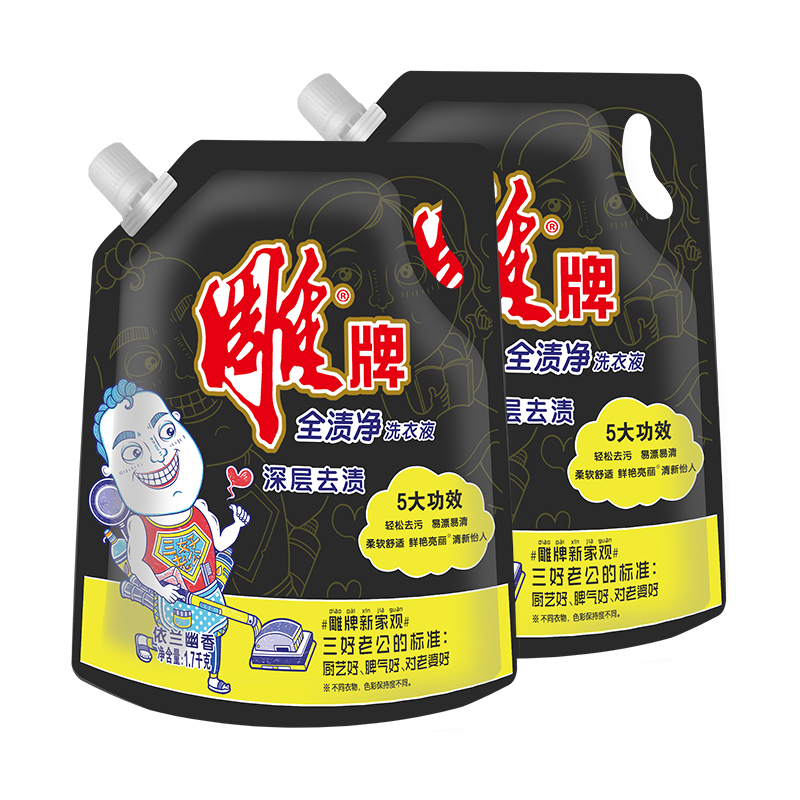 雕牌®
全渍净 洗衣液
深层去渍
5大功效
轻松去污 易漂易清
柔软舒适 鲜艳亮丽※ 清新怡人
diāo pái xīn jiā guān
#雕牌新家观#
三好老公的标准：
厨艺好、脾气好、对老婆好
※不同衣物，色彩保持度不同。
依兰幽香
净含量：1.7千克
雕牌®
全渍净 洗衣液
层去渍
5大功效
轻松去污 易漂易清
柔软舒适 鲜艳亮丽※ 清新怡人
diāo pái xīn jiā guān
#雕牌新家观#
三好老公的标准：
厨艺好、脾气好、对老婆好
※不同衣物，色彩保持度不同。